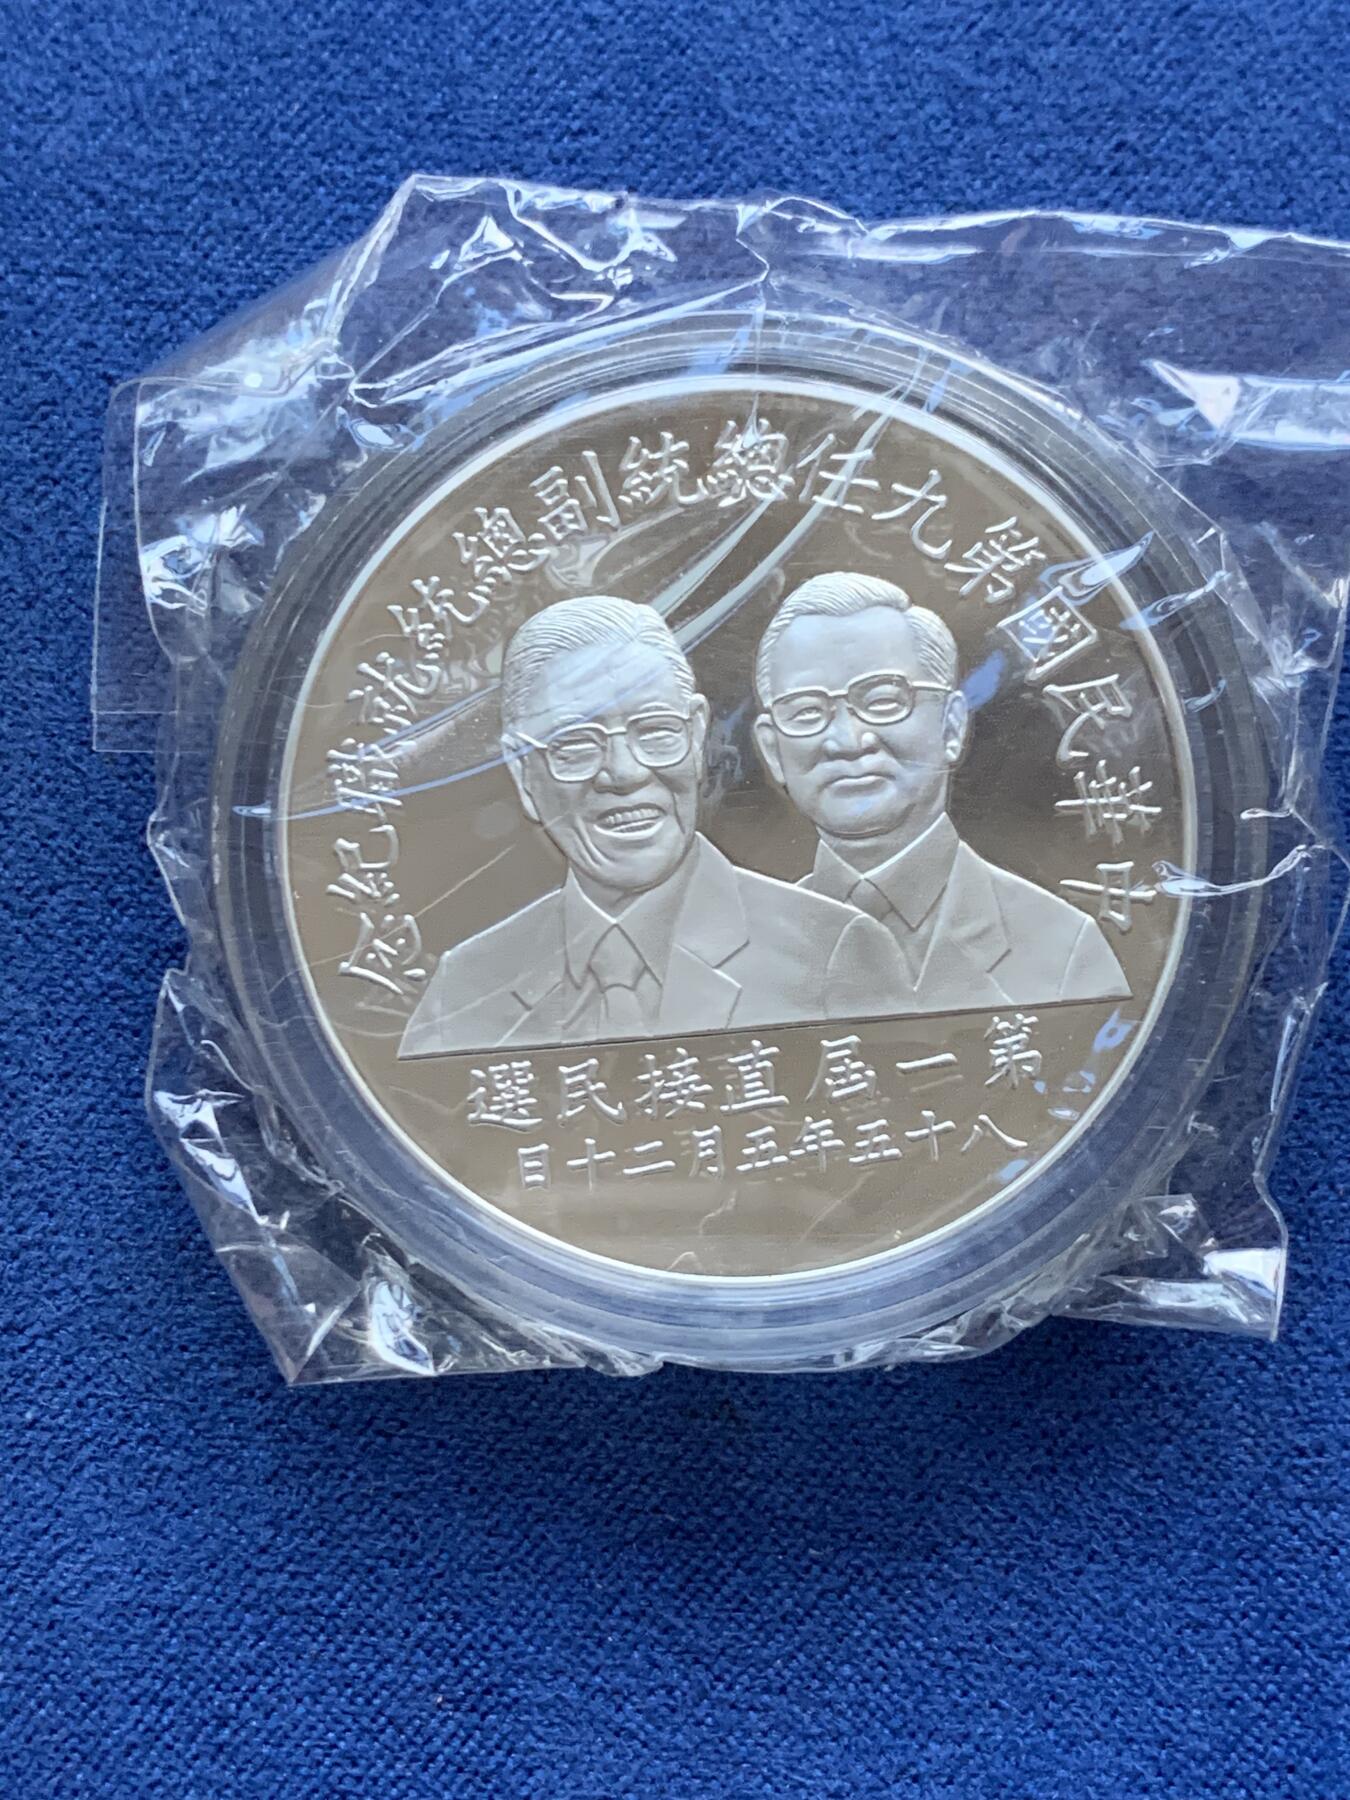 中華民國第九任總統副總統就職紀念
第一屆直接民選
八十五年五月二十日